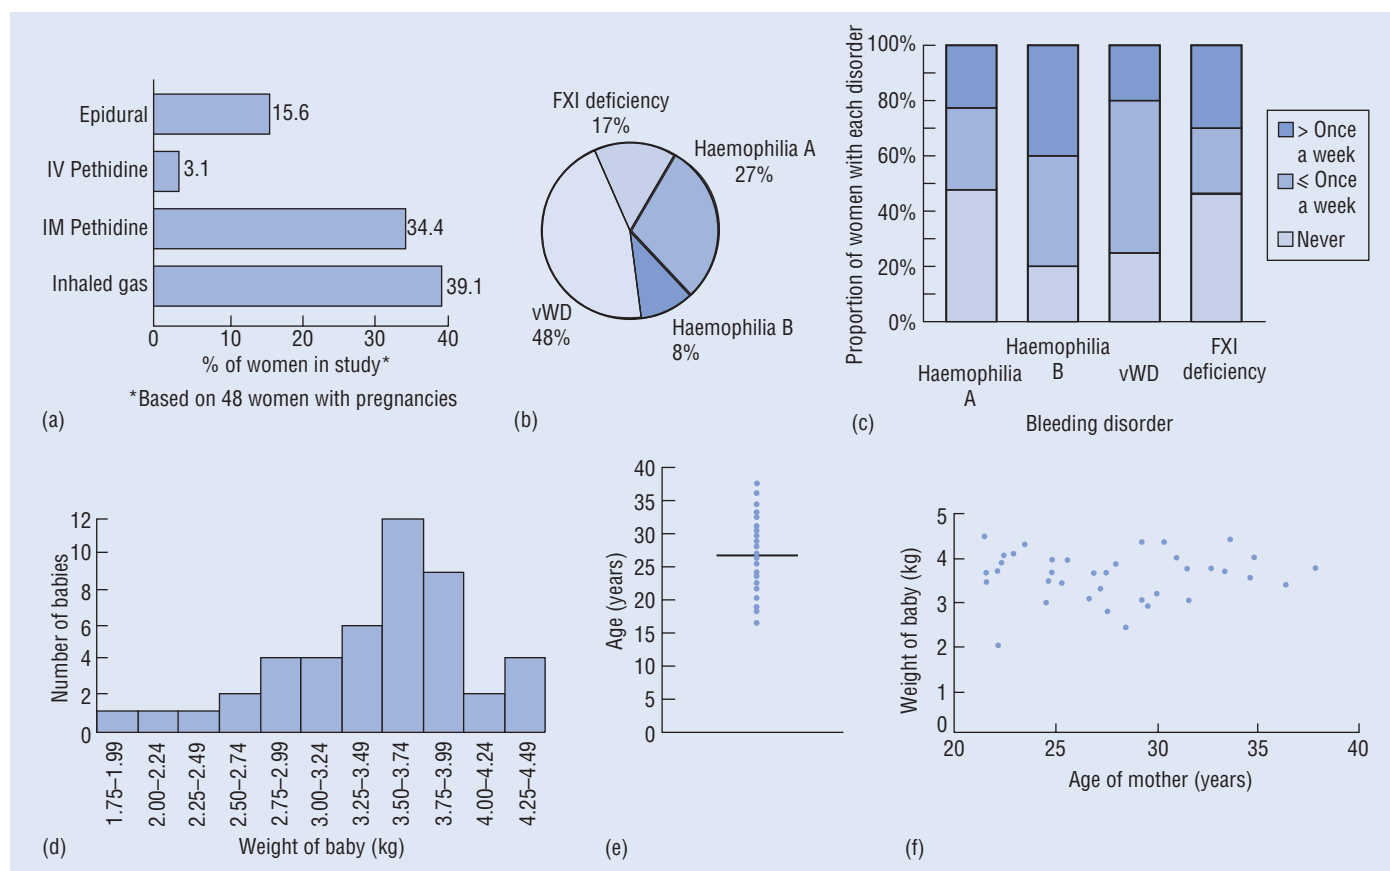 Epidural
15.6
IV Pethidine
3.1
IM Pethidine
34.4
Inhaled gas
39.1
0 10 20 30 40
% of women in study*
*Based on 48 women with pregnancies
(a)
FXI deficiency
17%
Haemophilia A
27%
vWD
48%
Haemophilia B
8%
(b)
Proportion of women with each disorder
100%
80%
60%
40%
20%
0%
Haemophilia
A
Haemophilia
B
vWD
FXI
deficiency
Bleeding disorder
> Once
a week
⩽ Once
a week
Never
(c)
Number of babies
12
10
8
6
4
2
0
1.75–1.99
2.00–2.24
2.25–2.49
2.50–2.74
2.75–2.99
3.00–3.24
3.25–3.49
3.50–3.74
3.75–3.99
4.00–4.24
4.25–4.49
Weight of baby (kg)
(d)
Age (years)
40
35
30
25
20
15
10
5
0
(e)
Weight of baby (kg)
5
4
3
2
1
0
20 25 30 35 40
Age of mother (years)
(f)